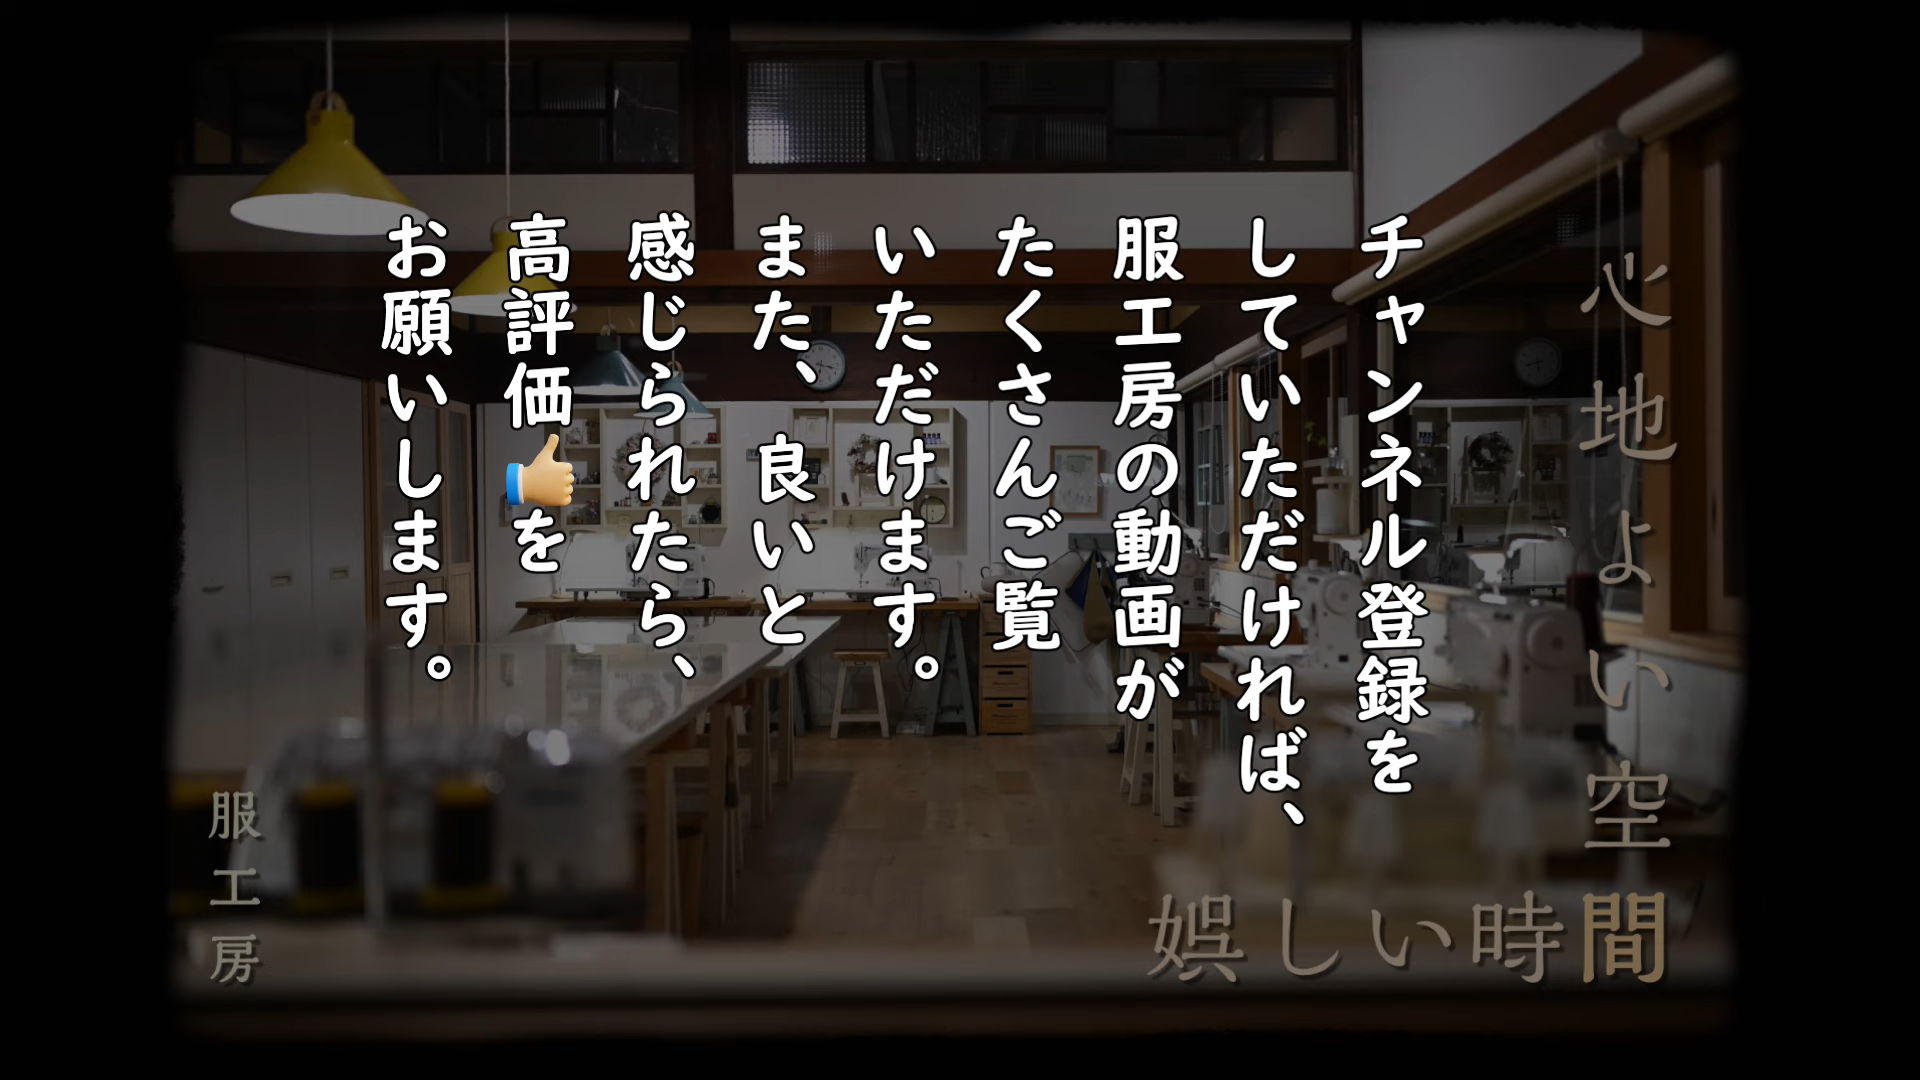 チャンネル登録を
していただければ、
服工房の動画が
たくさんご覧
いただけます。
また、良いと
感じられたら、
高評価👍を
お願いします。
心地よい空間
娯しい時間
服工房